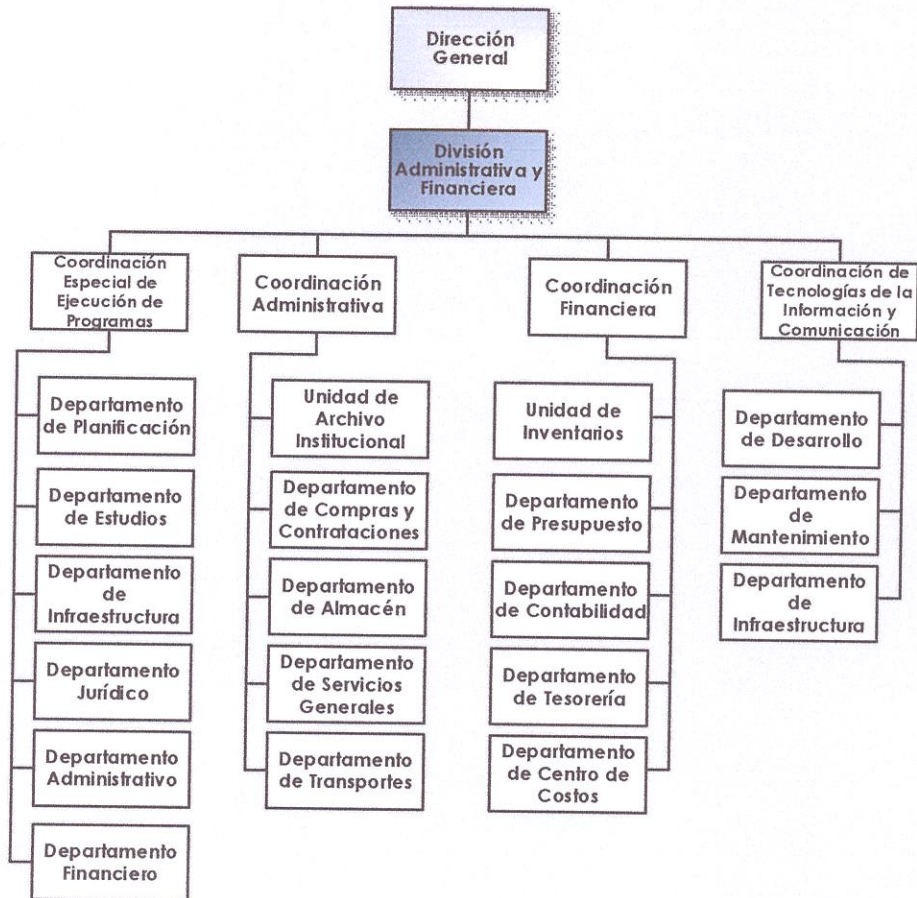 Dirección
General
División
Administrativa y
Financiera
Coordinación
Especial de
Ejecución de
Programas
Coordinación
Administrativa
Coordinación
Financiera
Coordinación de
Tecnologías de la
Información y
Comunicación
Departamento
de Planificación
Departamento
de Estudios
Departamento
de
Infraestructura
Departamento
Jurídico
Departamento
Administrativo
Departamento
Financiero
Unidad de
Archivo
Institucional
Departamento
de Compras y
Contrataciones
Departamento
de Almacén
Departamento
de Servicios
Generales
Departamento
de Transportes
Unidad de
Inventarios
Departamento
de Presupuesto
Departamento
de Contabilidad
Departamento
de Tesorería
Departamento
de Centro de
Costos
Departamento
de Desarrollo
Departamento
de
Mantenimiento
Departamento
de
Infraestructura